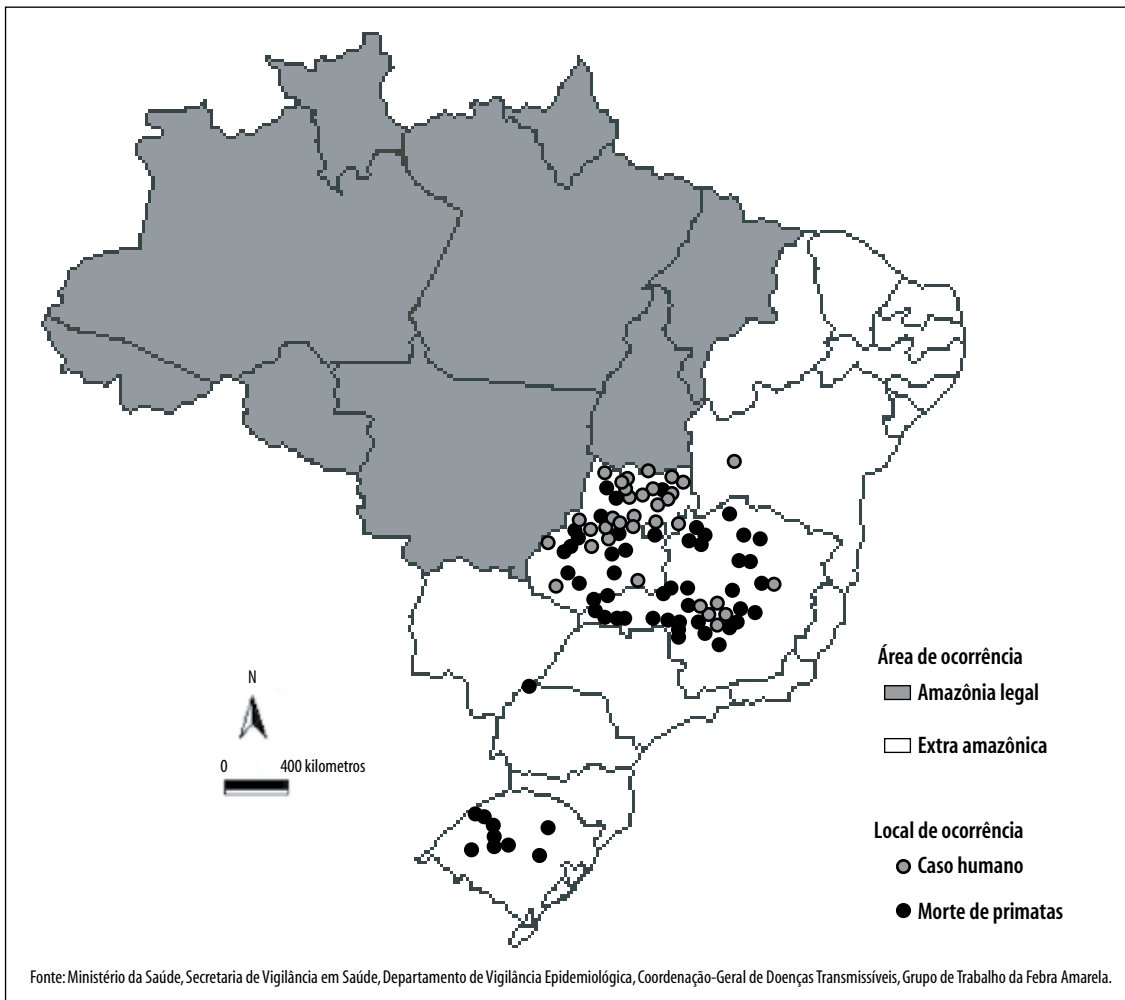 Área de ocorrência
Amazônia legal
Extra amazônica
N
0 400 kilometros
Local de ocorrência
Caso humano
Morte de primatas
Fonte: Ministério da Saúde, Secretaria de Vigilância em Saúde, Departamento de Vigilância Epidemiológica, Coordenação-Geral de Doenças Transmissíveis, Grupo de Trabalho da Febra Amarela.